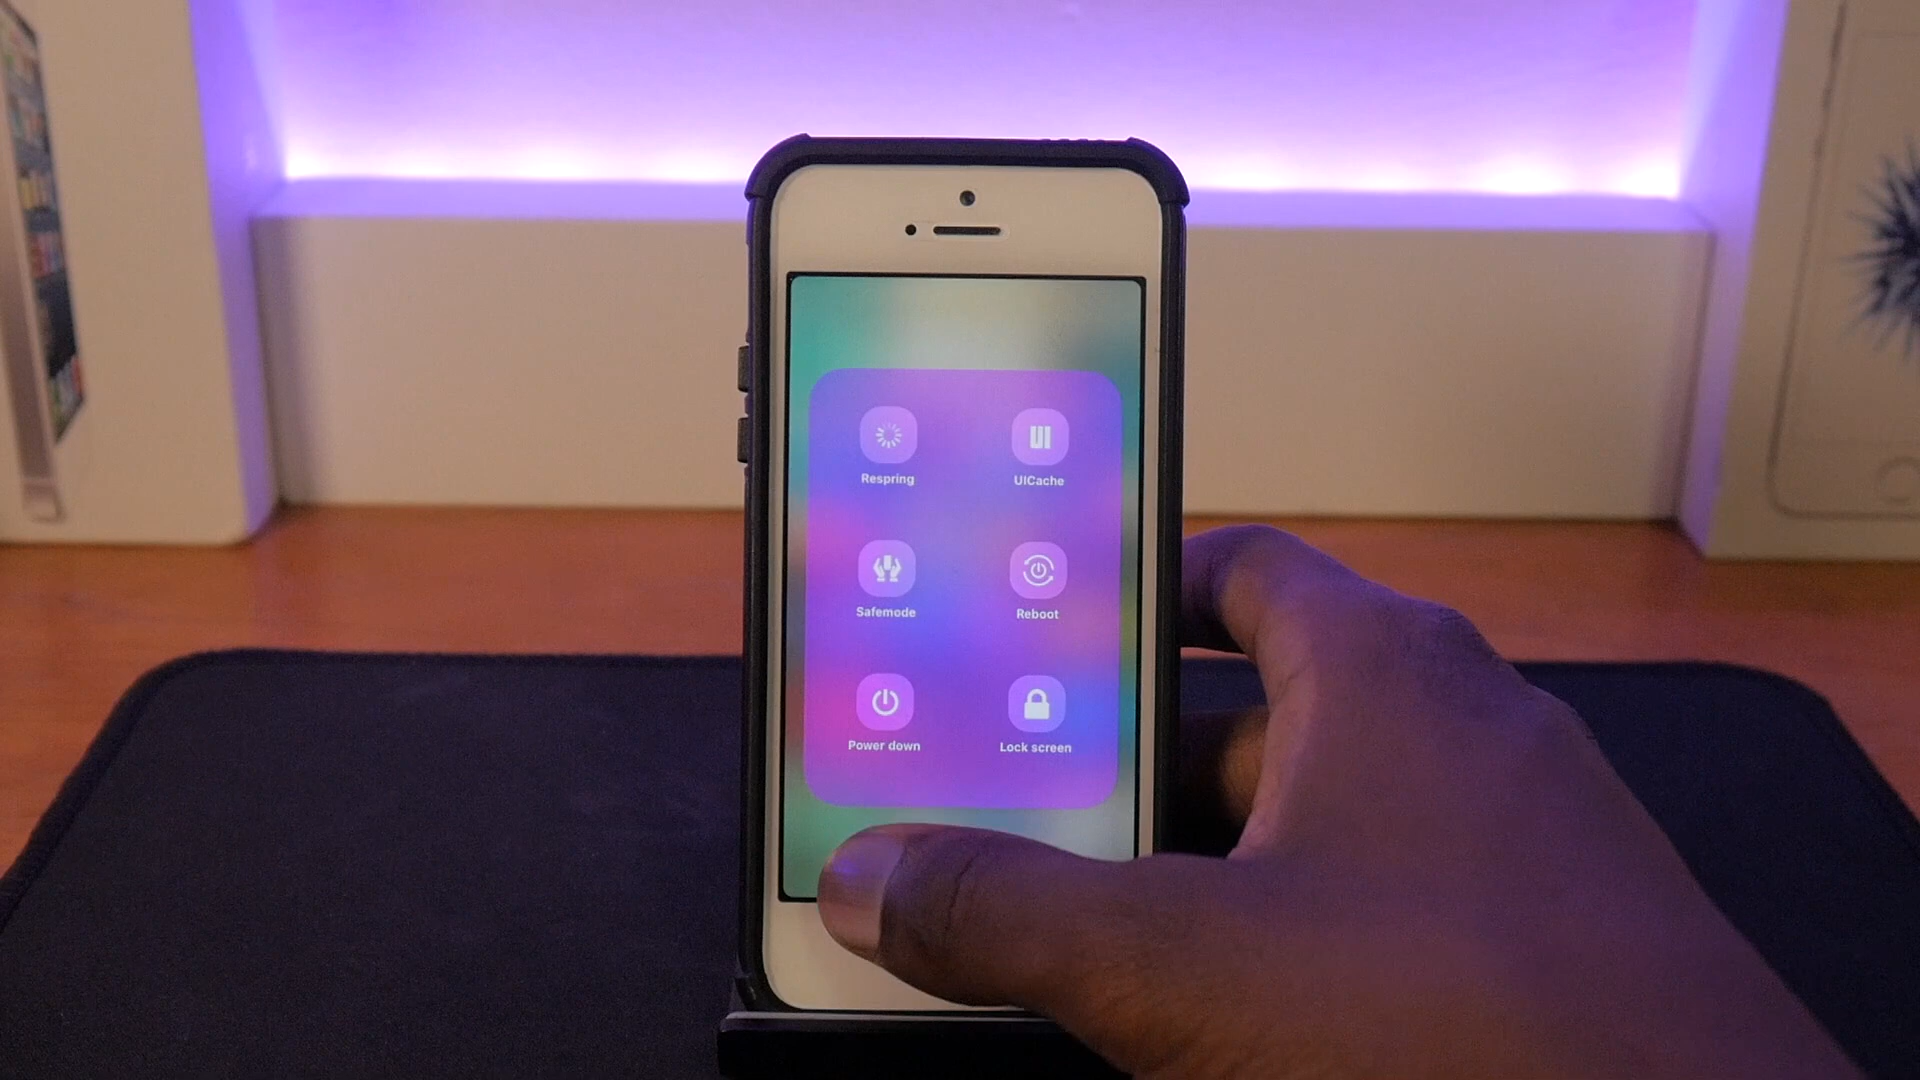 Respring
UICache
Safemode
Reboot
Power down
Lock screen